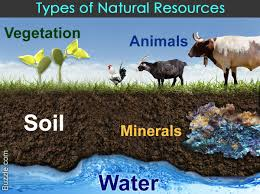 Types of Natural Resources
Vegetation
Animals
Soil
Minerals
Water
Buzzle.com